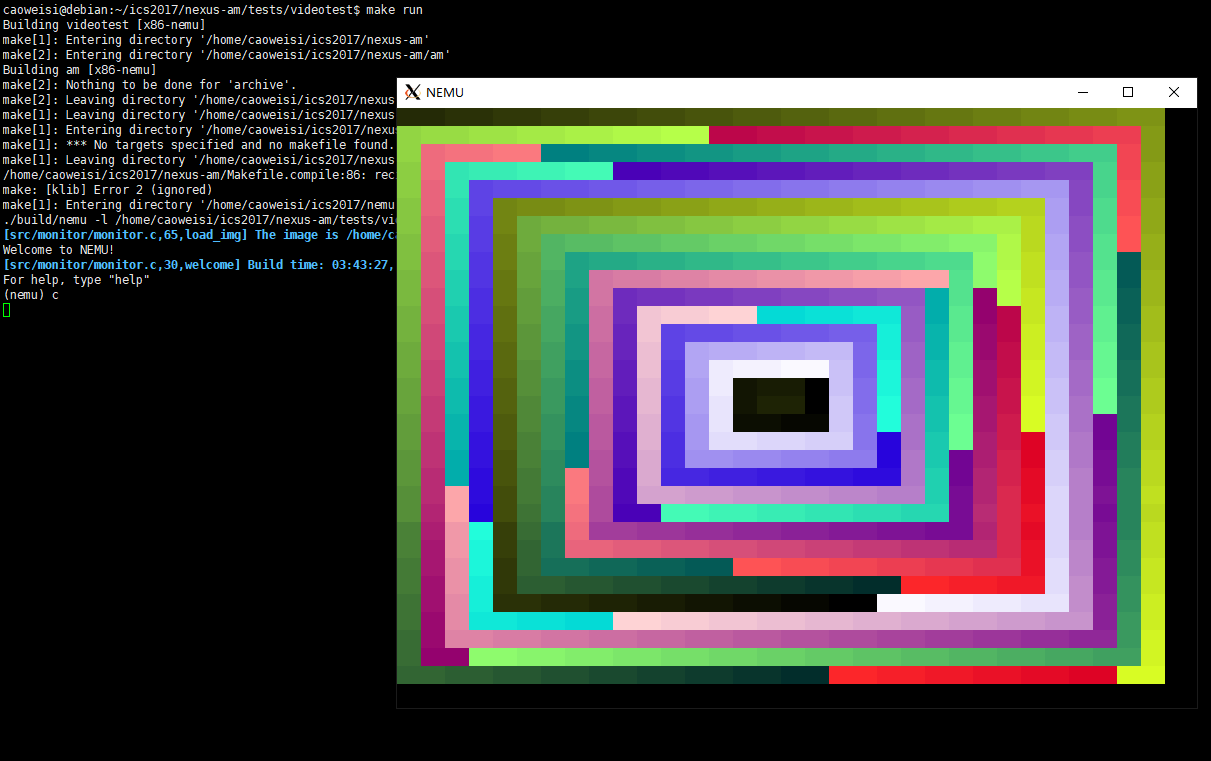 caoweisi@debian:~/ics2017/nexus-am/tests/videotest$ make run
Building videotest [x86-nemu]
make[1]: Entering directory '/home/caoweisi/ics2017/nexus-am'
make[2]: Entering directory '/home/caoweisi/ics2017/nexus-am/am'
Building am [x86-nemu]
make[2]: Nothing to be done for 'archive'.
make[2]: Leaving directory '/home/caoweisi/ics2017/nexus
NEMU
make[1]: Leaving directory '/home/caoweisi/ics2017/nexus
make[1]: Entering directory '/home/caoweisi/ics2017/nexus
make[1]: *** No targets specified and no makefile found.
make[1]: Leaving directory '/home/caoweisi/ics2017/nexus
/home/caoweisi/ics2017/nexus-am/Makefile.compile:86: rec
make: [klib] Error 2 (ignored)
make[1]: Entering directory '/home/caoweisi/ics2017/nemu
./build/nemu -l /home/caoweisi/ics2017/nexus-am/tests/vi
[src/monitor/monitor.c,65,load_img] The image is /home/c
Welcome to NEMU!
[src/monitor/monitor.c,30,welcome] Build time: 03:43:27,
For help, type "help"
(nemu) c